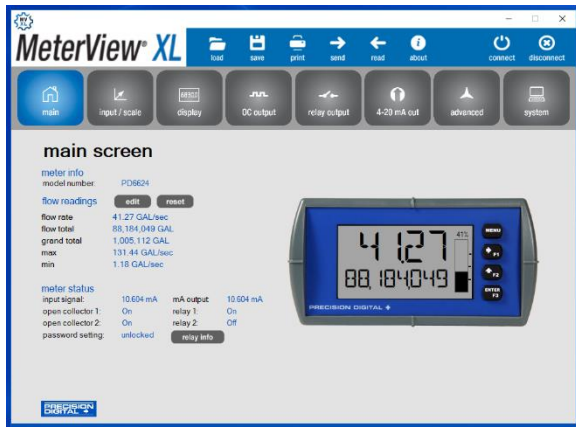 MeterView® XL
load save print send read about connect disconnect
main input / scale display DC output relay output 4-20 mA out advanced system
main screen
meter info
model number PD6624
flow readings edit reset
flow rate 41.27 GAL/sec
flow total 88,184,049 GAL
grand total 1,005,112 GAL
max 131.44 GAL/sec
min 1.18 GAL/sec
meter status
input signal: 10.604 mA mA output 10.604 mA
open collector 1: On relay 1: On
open collector 2: On relay 2: Off
password setting: unlocked relay info
41.27 41%
88,184,049
MENU
F1
F2
ENTER
F3
PRECISION DIGITAL
PRECISION
DIGITAL